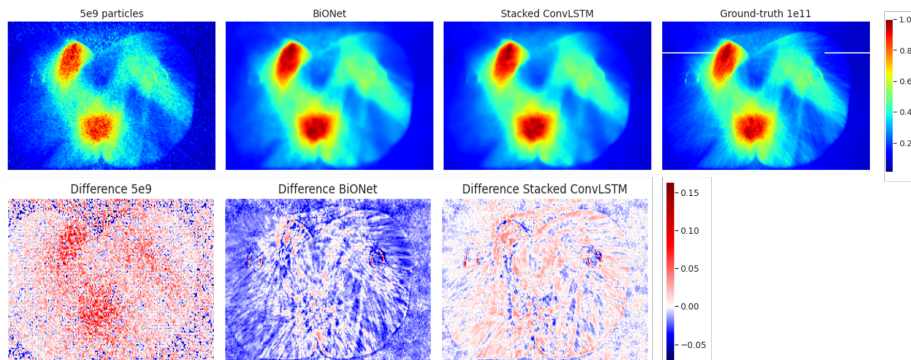 5e9 particles
BiONet
Stacked ConvLSTM
Ground-truth 1e11
1.0
0.8
0.6
0.4
0.2
Difference 5e9
Difference BiONet
Difference Stacked ConvLSTM
0.15
0.10
0.05
0.00
−0.05